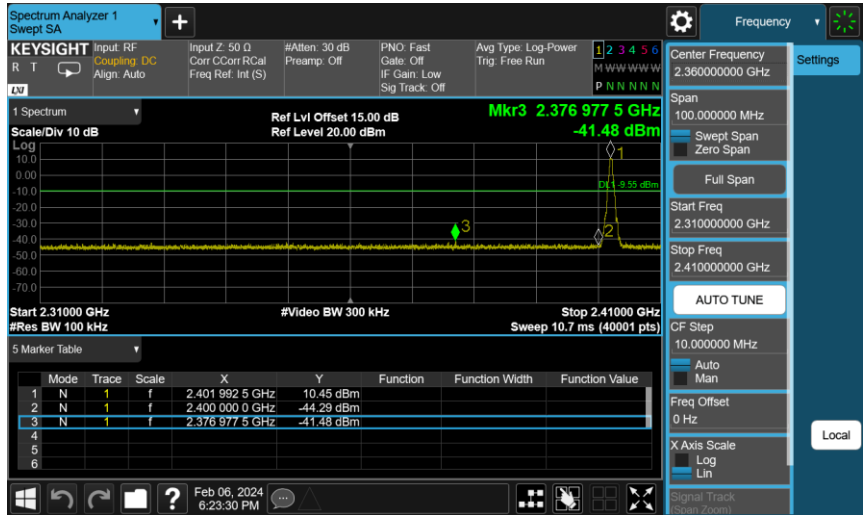 Spectrum Analyzer 1
Swept SA
+
Frequency
KEYSIGHT
R T
LXI
Input: RF
Coupling: DC
Align: Auto
Input Z: 50 Ω
Corr CCorr RCal
Freq Ref: Int (S)
#Atten: 30 dB
Preamp: Off
PNO: Fast
Gate: Off
IF Gain: Low
Sig Track: Off
Avg Type: Log-Power
Trig: Free Run
1 2 3 4 5 6
M W W W W W
P N N N N N
1 Spectrum
Scale/Div 10 dB
Ref Lvl Offset 15.00 dB
Ref Level 20.00 dBm
Mkr3 2.376 977 5 GHz
-41.48 dBm
Log
10.0
0.00
-10.0
-20.0
-30.0
-40.0
-50.0
-60.0
-70.0
1
DL1 -9.55 dBm
3
2
Start 2.31000 GHz
#Video BW 300 kHz
Stop 2.41000 GHz
#Res BW 100 kHz
Sweep 10.7 ms (40001 pts)
5 Marker Table
Mode Trace Scale X Y Function Function Width Function Value
1 N 1 f 2.401 992 5 GHz 10.45 dBm
2 N 1 f 2.400 000 0 GHz -44.29 dBm
3 N 1 f 2.376 977 5 GHz -41.48 dBm
4
5
6
Feb 06, 2024
6:23:30 PM
?
Center Frequency
2.360000000 GHz
Span
100.000000 MHz
Swept Span
Zero Span
Full Span
Start Freq
2.310000000 GHz
Stop Freq
2.410000000 GHz
AUTO TUNE
CF Step
10.000000 MHz
Auto
Man
Freq Offset
0 Hz
X Axis Scale
Log
Lin
Signal Track
(Span Zoom)
Settings
Local